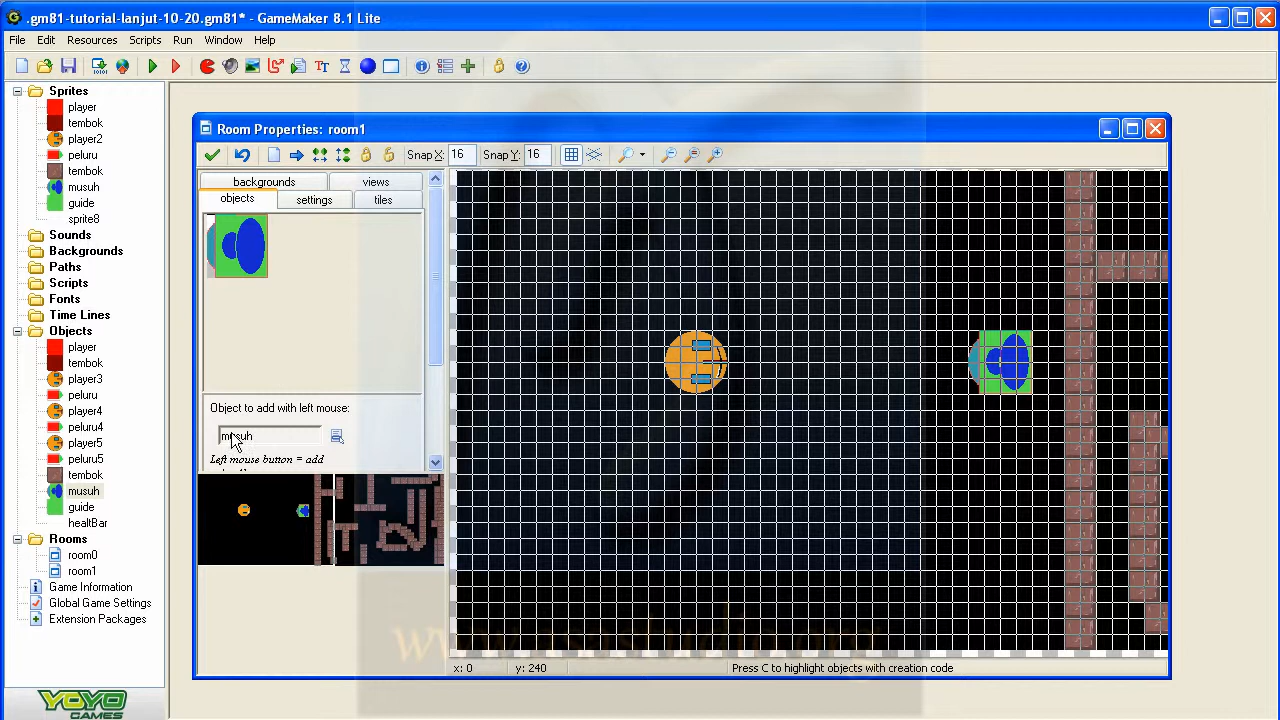 .gm81-tutorial-lanjut-10-20.gm81* - GameMaker 8.1 Lite
File Edit Resources Scripts Run Window Help
Sprites
player
tembok
player2
peluru
tembok
musuh
guide
sprite8
Sounds
Backgrounds
Paths
Scripts
Fonts
Time Lines
Objects
player
tembok
player3
peluru
player4
peluru4
player5
peluru5
tembok
musuh
guide
healtBar
Rooms
room0
room1
Game Information
Global Game Settings
Extension Packages
YOYO
GAMES
Room Properties: room1
Snap X: 16 Snap Y: 16
backgrounds views
objects settings tiles
Object to add with left mouse:
musuh
Left mouse button = add
x: 0 y: 240 Press C to highlight objects with creation code